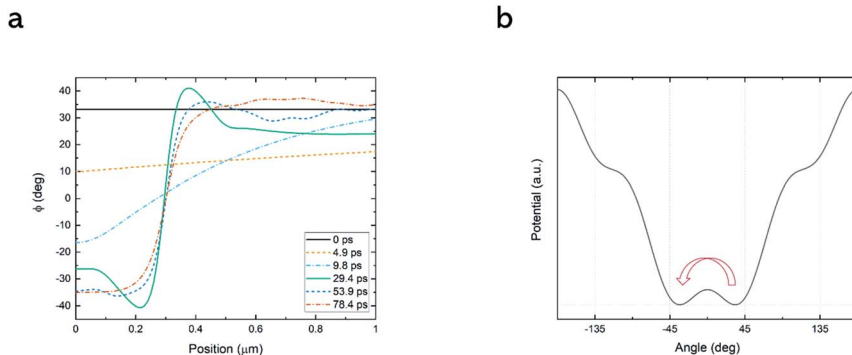 a
b
ϕ (deg)
40
30
20
10
0
-10
-20
-30
-40
0 ps
4.9 ps
9.8 ps
29.4 ps
53.9 ps
78.4 ps
0
0.2
0.4
0.6
0.8
1
Position (μm)
Potential (a.u.)
-135
-45
45
135
Angle (deg)